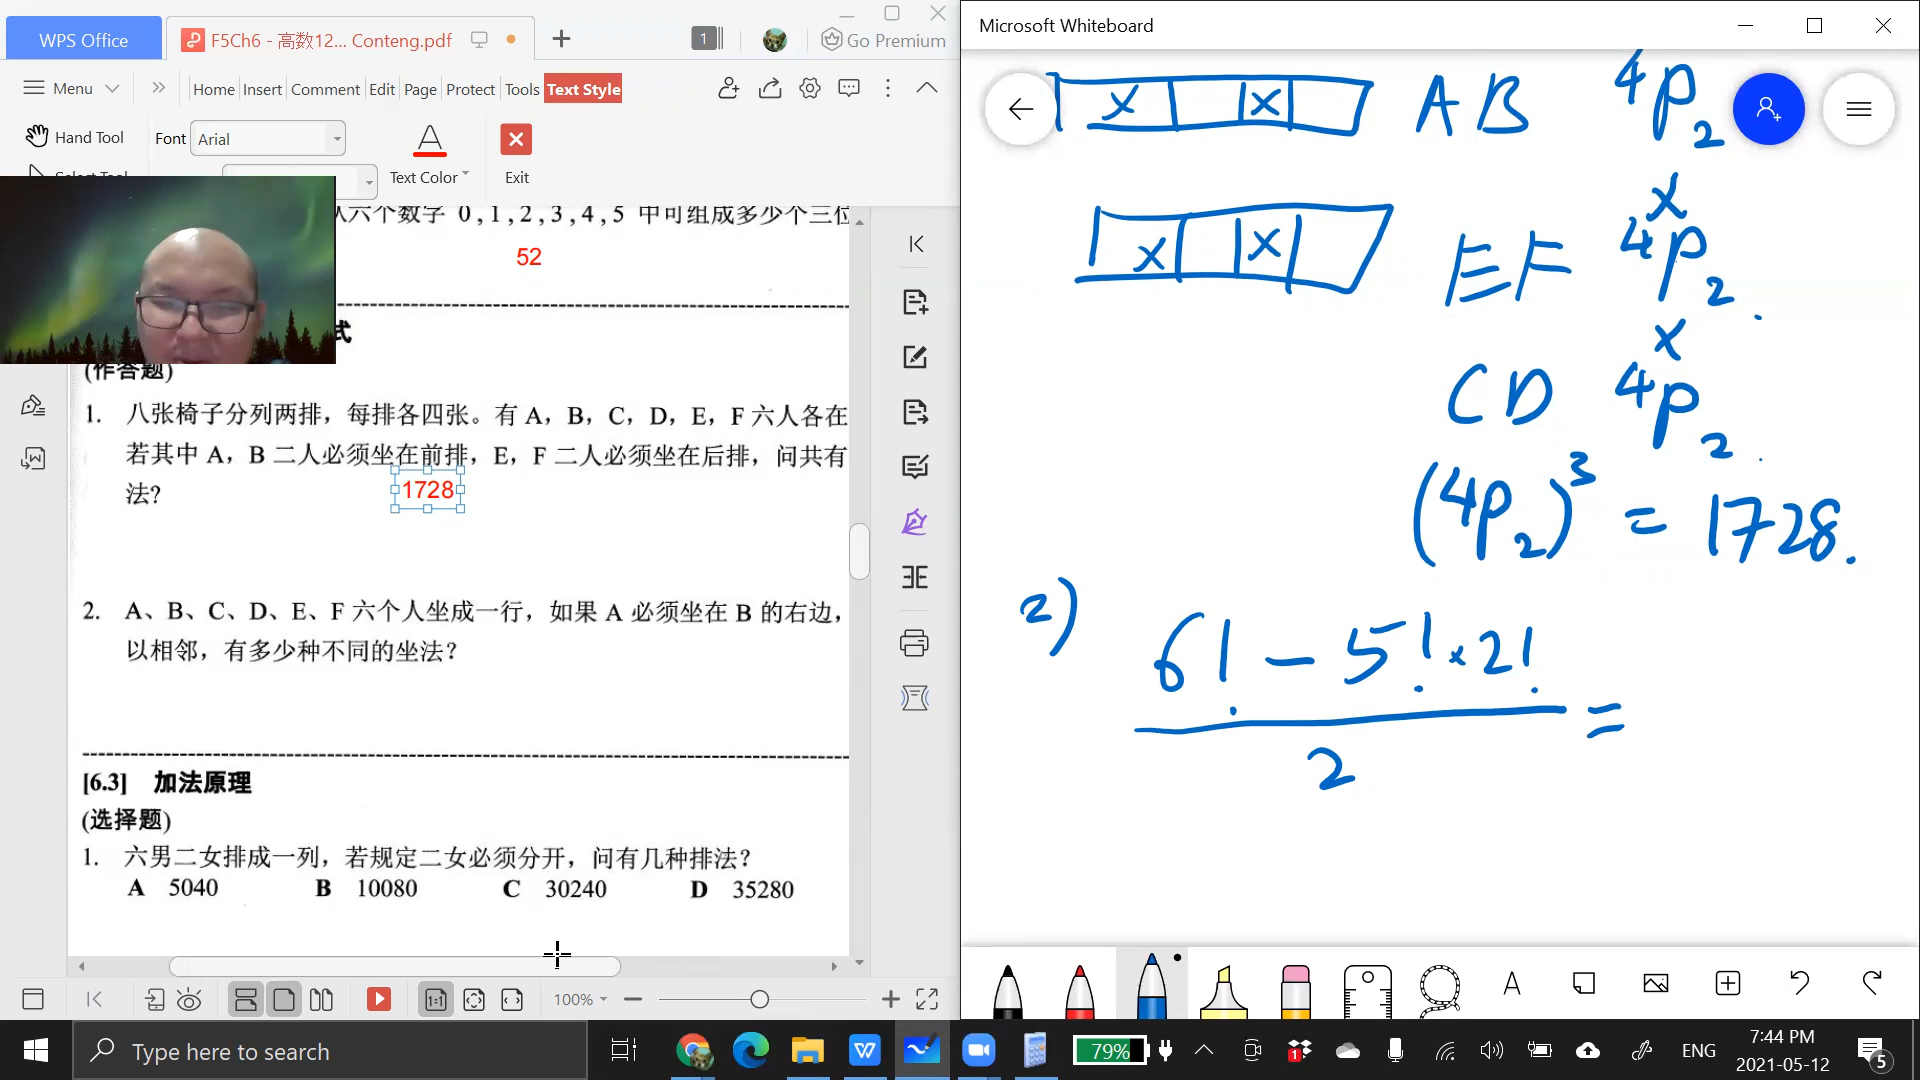 WPS Office
F5Ch6 - 高数12... Conteng.pdf
1
Go Premium
Menu
Home Insert Comment Edit Page Protect Tools Text Style
Hand Tool
Font Arial
Text Color
Exit
六个数字 0,1,2,3,4,5 中可组成多少个三位
52
式
(作答题)
1. 八张椅子分列两排，每排各四张。有 A，B，C，D，E，F 六人各在
若其中 A，B 二人必须坐在前排，E，F 二人必须坐在后排，问共有
法?
1728
2. A、B、C、D、E、F 六个人坐成一行，如果 A 必须坐在 B 的右边，
以相邻，有多少种不同的坐法?
[6.3] 加法原理
(选择题)
1. 六男二女排成一列，若规定二女必须分开，问有几种排法?
A 5040 B 10080 C 30240 D 35280
100%
Microsoft Whiteboard
x x AB 4P2
x
x x EF 4P2
x
CD 4P2
(4P2)^3 = 1728.
2) 6! - 5! x 2!
2
=
Type here to search
79%
1
ENG
7:44 PM
2021-05-12
5